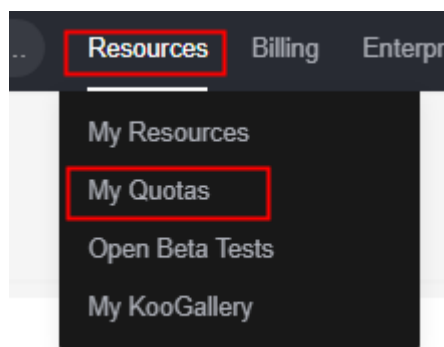 .. Resources Billing Enterpr
My Resources
My Quotas
Open Beta Tests
My KooGallery